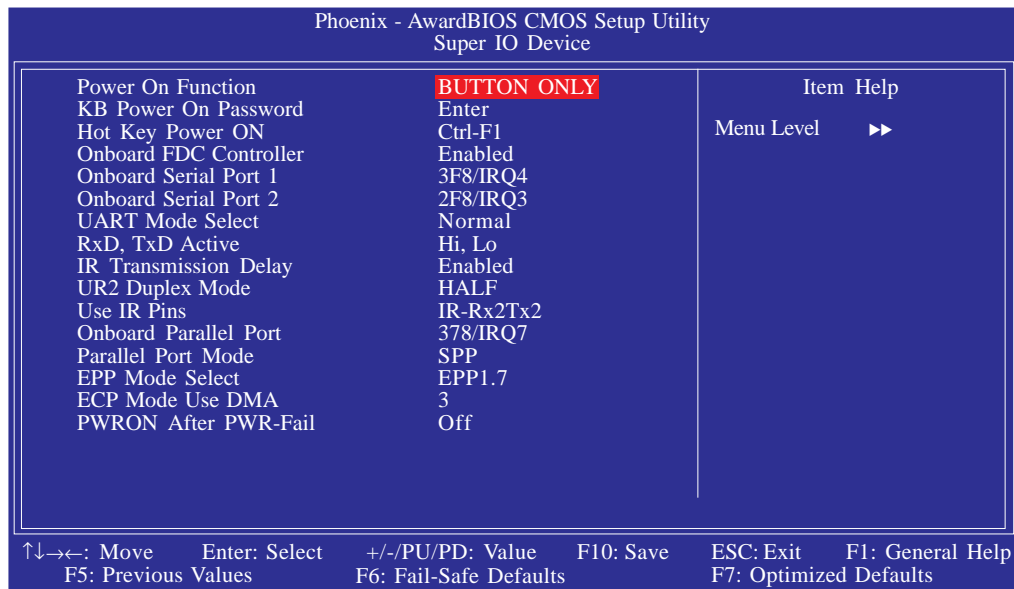 Phoenix - AwardBIOS CMOS Setup Utility
Super IO Device
Power On Function BUTTON ONLY Item Help
KB Power On Password Enter
Hot Key Power ON Ctrl-F1 Menu Level ►►
Onboard FDC Controller Enabled
Onboard Serial Port 1 3F8/IRQ4
Onboard Serial Port 2 2F8/IRQ3
UART Mode Select Normal
RxD, TxD Active Hi, Lo
IR Transmission Delay Enabled
UR2 Duplex Mode HALF
Use IR Pins IR-Rx2Tx2
Onboard Parallel Port 378/IRQ7
Parallel Port Mode SPP
EPP Mode Select EPP1.7
ECP Mode Use DMA 3
PWRON After PWR-Fail Off
↑↓→←: Move Enter: Select +/-/PU/PD: Value F10: Save ESC: Exit F1: General Help
F5: Previous Values F6: Fail-Safe Defaults F7: Optimized Defaults